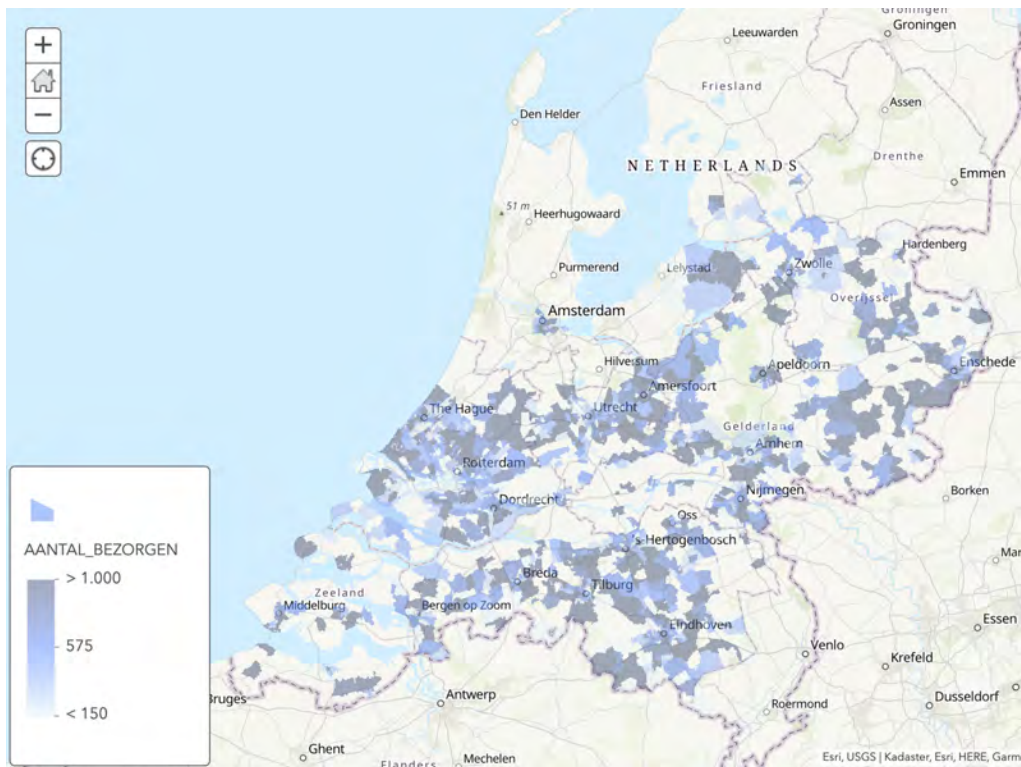 Groningen
Groningen
Leeuwarden
Friesland
Assen
Den Helder
Drenthe
NETHERLANDS
Emmen
51 m
Heerhugowaard
Hardenberg
Purmerend
Lelystad
Zwolle
Overijssel
Amsterdam
Hilversum
Apeldoorn
Enschede
Amersfoort
The Hague
Utrecht
Gelderland
Arnhem
Rotterdam
Dordrecht
Nijmegen
Borken
Oss
's-Hertogenbosch
Breda
Tilburg
Zeeland
Middelburg
Bergen op Zoom
Eindhoven
Essen
Venlo
Krefeld
Bruges
Antwerp
Roermond
Dusseldorf
Ghent
Flanders
Mechelen
AANTAL_BEZORGEN
> 1.000
575
< 150
Esri, USGS | Kadaster, Esri, HERE, Garm